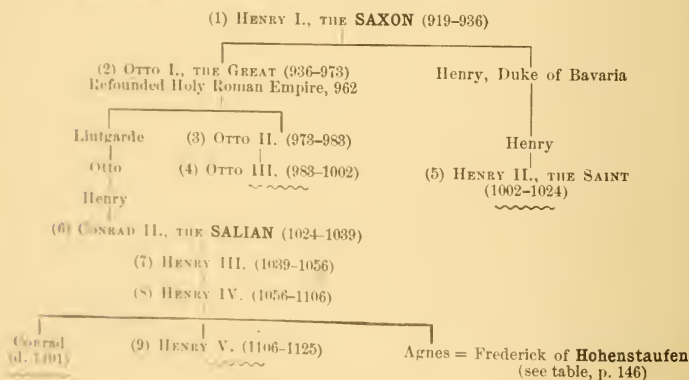 (1) HENRY I., THE SAXON (919–936)
(2) OTTO I., THE GREAT (936–973)
Refounded Holy Roman Empire, 962
Henry, Duke of Bavaria
Liutgarde
(3) OTTO II. (973–983)
Henry
Otto
(4) OTTO III. (983–1002)
(5) HENRY II., THE SAINT
(1002–1024)
Henry
(6) CONRAD II., THE SALIAN (1024–1039)
(7) HENRY III. (1039–1056)
(8) HENRY IV. (1056–1106)
Conrad
(d. 1101)
(9) HENRY V. (1106–1125)
Agnes = Frederick of Hohenstaufen
(see table, p. 146)